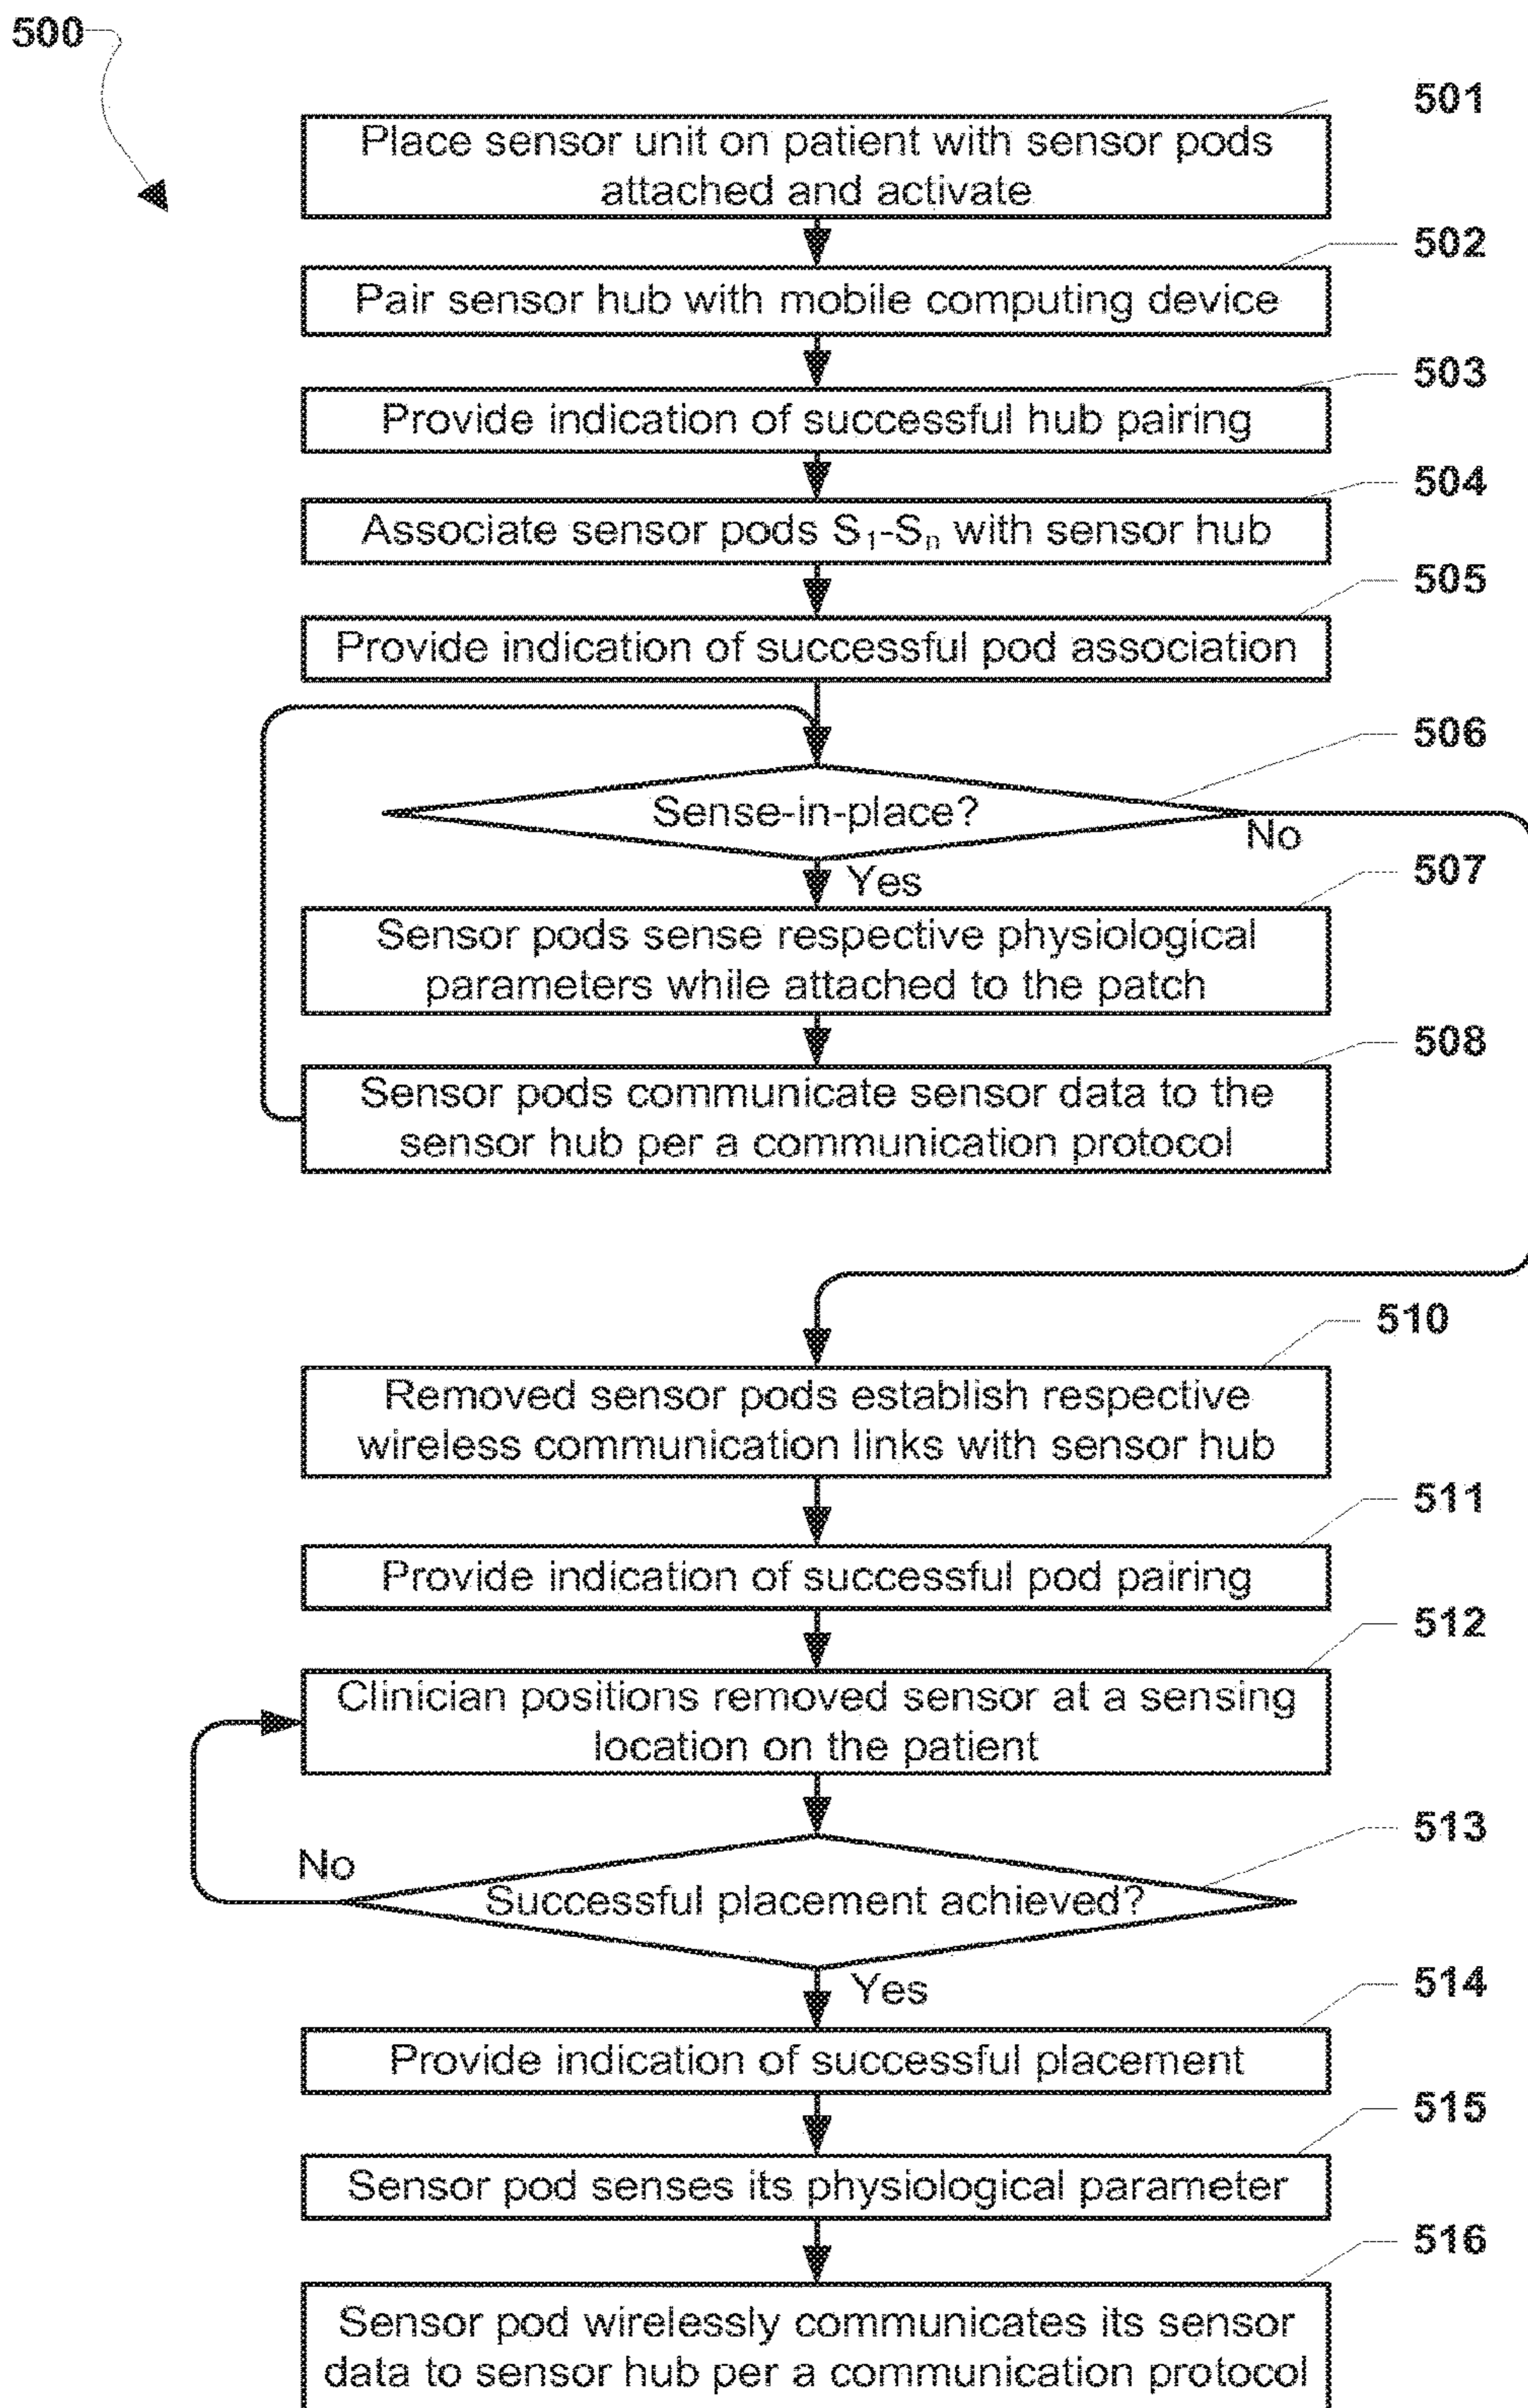 500
501
Place sensor unit on patient with sensor pods
attached and activate
502
Pair sensor hub with mobile computing device
503
Provide indication of successful hub pairing
504
Associate sensor pods S₁-Sₙ with sensor hub
505
Provide indication of successful pod association
506
Sense-in-place?
No
Yes
507
Sensor pods sense respective physiological
parameters while attached to the patch
508
Sensor pods communicate sensor data to the
sensor hub per a communication protocol
510
Removed sensor pods establish respective
wireless communication links with sensor hub
511
Provide indication of successful pod pairing
512
Clinician positions removed sensor at a sensing
location on the patient
513
No
Successful placement achieved?
Yes
514
Provide indication of successful placement
515
Sensor pod senses its physiological parameter
516
Sensor pod wirelessly communicates its sensor
data to sensor hub per a communication protocol